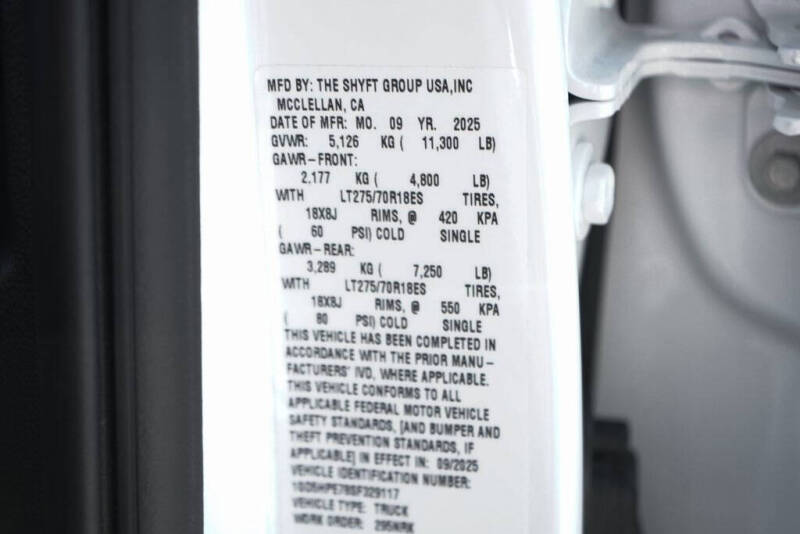 MFD BY: THE SHYFT GROUP USA,INC
MCCLELLAN, CA
DATE OF MFR: MO. 09 YR. 2025
GVWR: 5,126 KG ( 11,300 LB)
GAWR-FRONT:
2,177 KG ( 4,800 LB)
WITH LT275/70R18ES TIRES,
18X8J RIMS, @ 420 KPA
( 60 PSI) COLD SINGLE
GAWR-REAR:
3,289 KG ( 7,250 LB)
WITH LT275/70R18ES TIRES,
18X8J RIMS, @ 550 KPA
( 80 PSI) COLD SINGLE
THIS VEHICLE HAS BEEN COMPLETED IN
ACCORDANCE WITH THE PRIOR MANU-
FACTURERS' IVD, WHERE APPLICABLE.
THIS VEHICLE CONFORMS TO ALL
APPLICABLE FEDERAL MOTOR VEHICLE
SAFETY STANDARDS, [AND BUMPER AND
THEFT PREVENTION STANDARDS, IF
APPLICABLE] IN EFFECT IN: 09/2025
VEHICLE IDENTIFICATION NUMBER:
VEHICLE TYPE: TRUCK
WORK ORDER: 295NRK